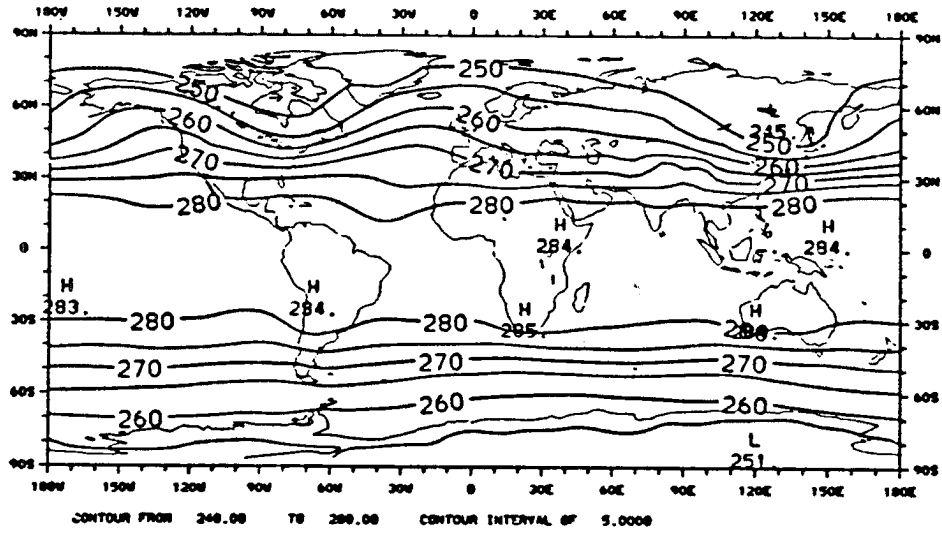 180W 150W 120W 90W 60W 30W 0 30E 60E 90E 120E 150E 180E
90N 90N
250
250
60N 60N
260 260 245.
250
270 270 260
30N 270 30N
280 280 280
H H
284. 284.
0 0
H H
283. 284. H H
30S 280 280 285. 30S
270 270 270
60S 60S
260 260 260
L
251
90S 90S
180W 150W 120W 90W 60W 30W 0 30E 60E 90E 120E 150E 180E
CONTOUR FROM 240.00 TO 280.00 CONTOUR INTERVAL OF 5.0000